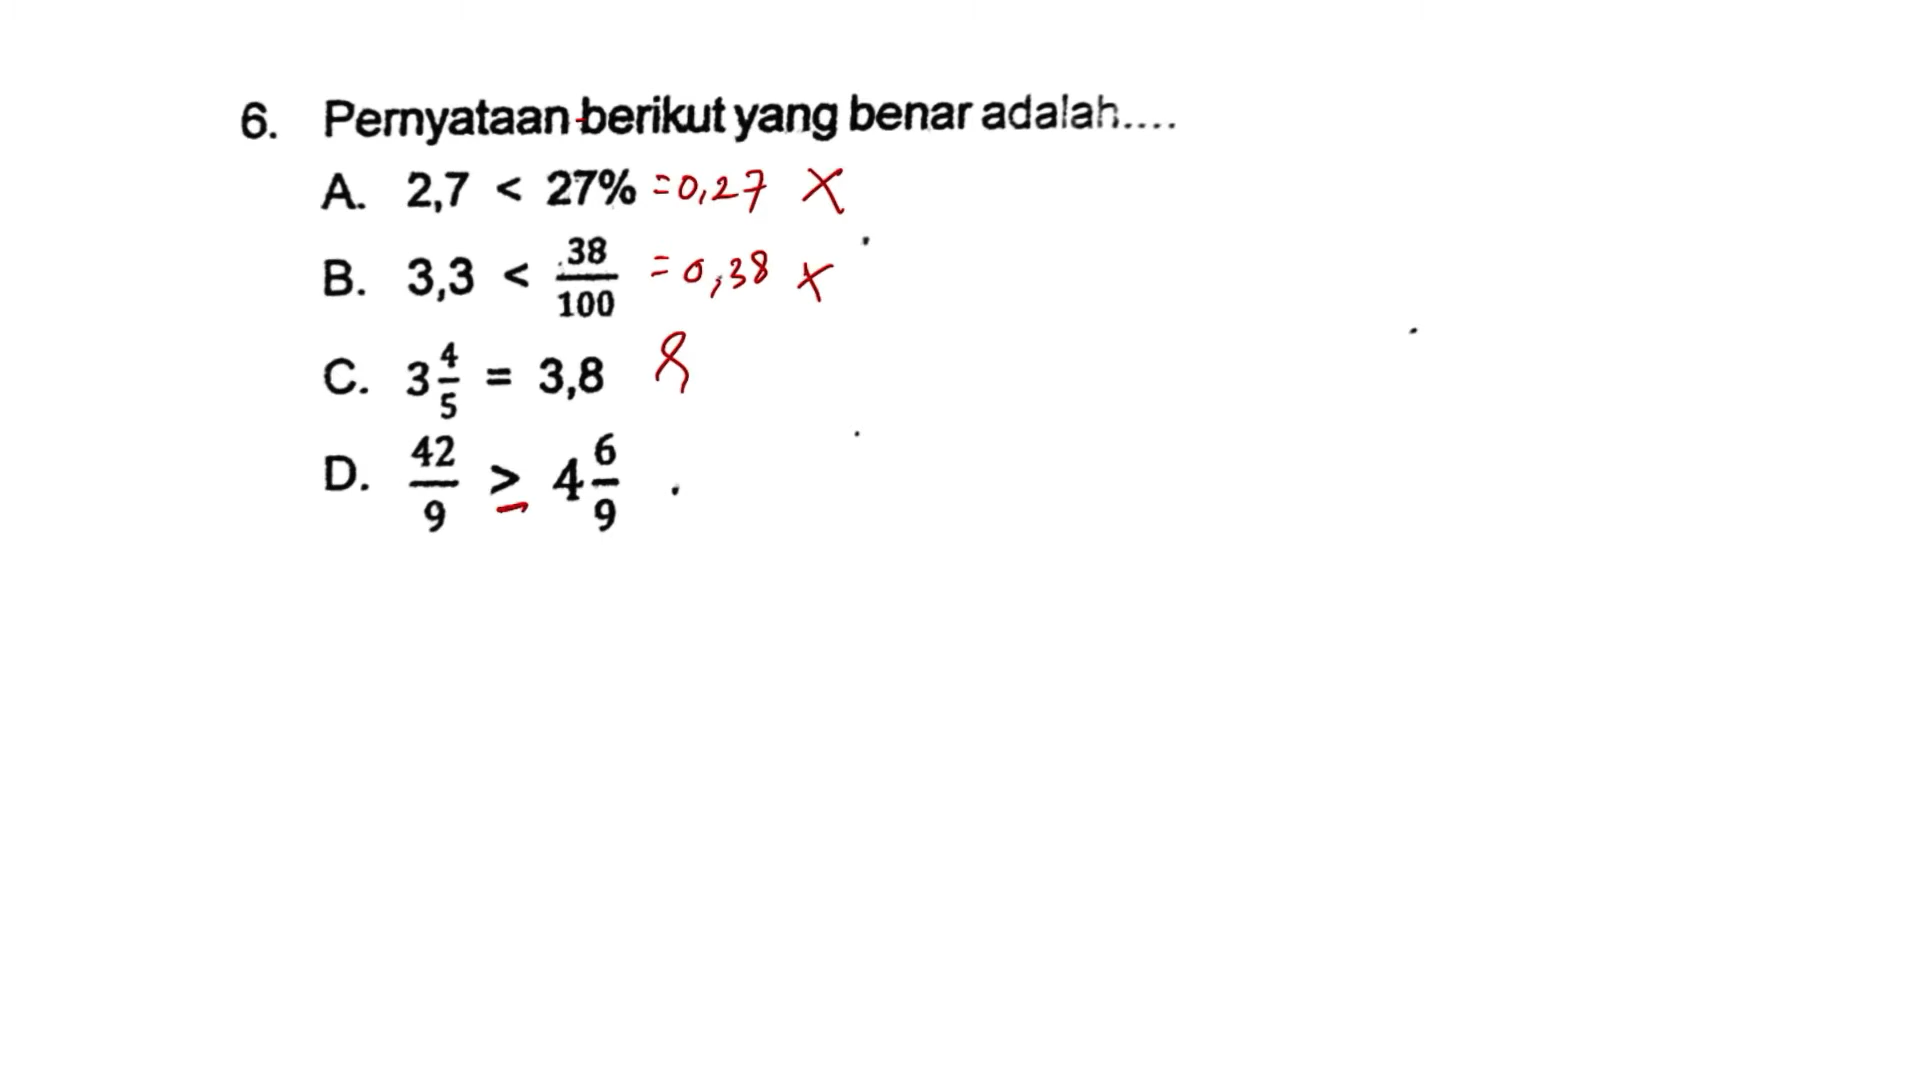 6. Pernyataan berikut yang benar adalah....
A. 2,7 < 27% = 0,27 X
B. 3,3 < 38/100 = 0,38 X
C. 3 4/5 = 3,8
D. 42/9 > 4 6/9